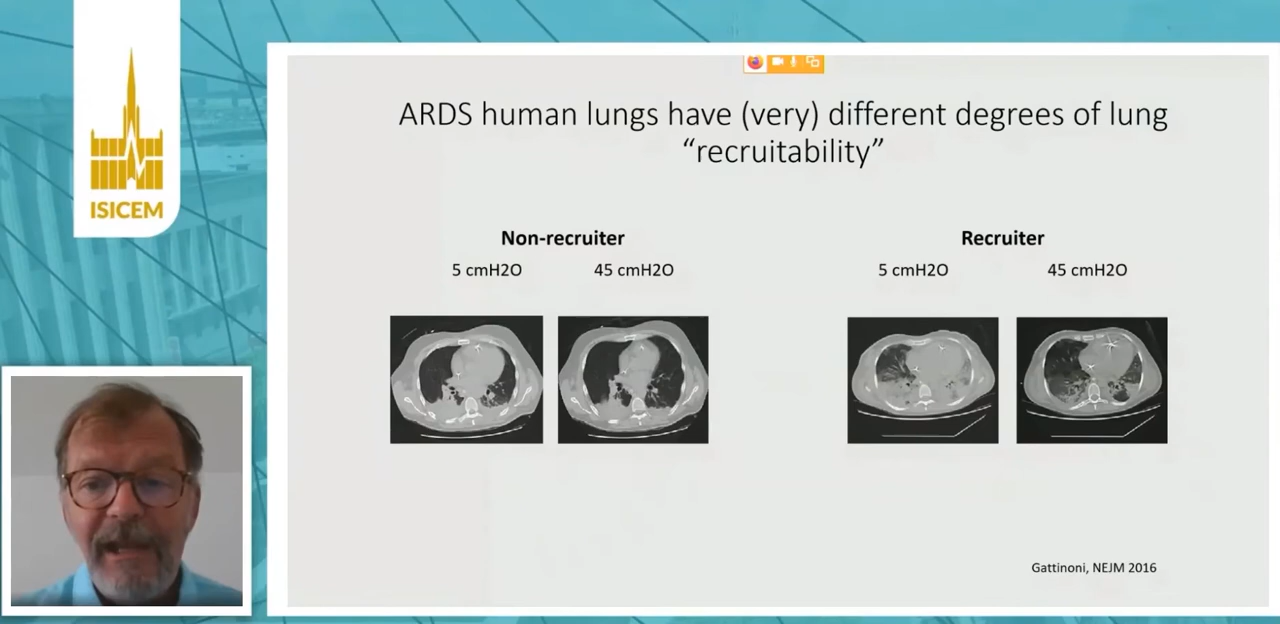 ISICEM
ARDS human lungs have (very) different degrees of lung
“recruitability”
Non-recruiter
5 cmH2O
45 cmH2O
Recruiter
5 cmH2O
45 cmH2O
Gattinoni, NEJM 2016